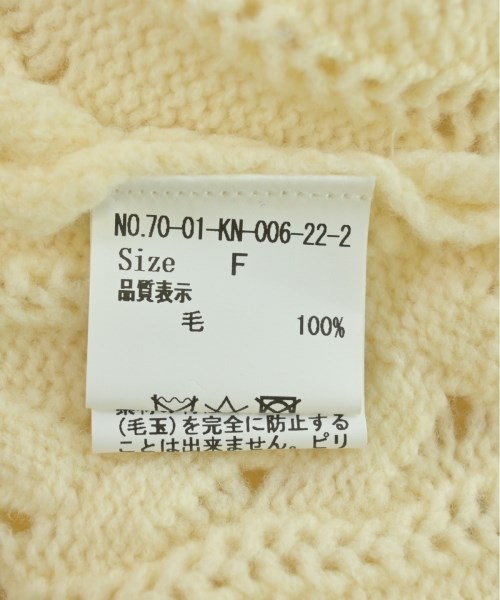 NO.70-01-KN-006-22-2
Size F
品質表示
毛 100%
(毛玉)を完全に防止する
ことは出来ません。ピリ